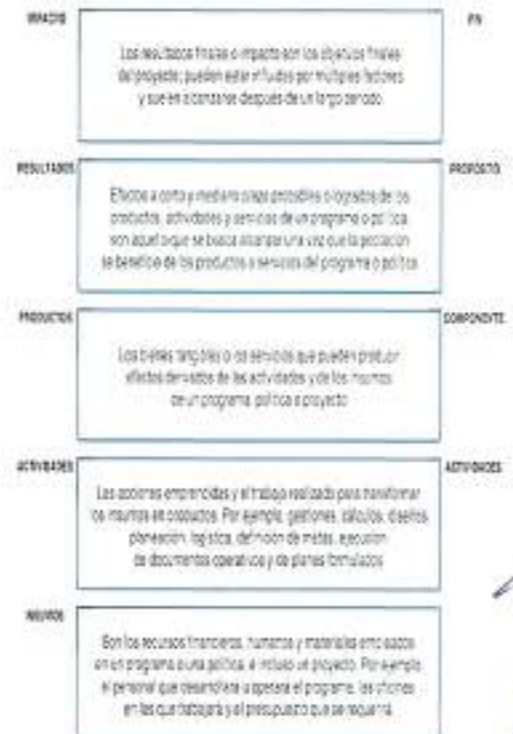 IMPACTO
FIN
Los resultados finales o impacto son los objetivos finales
del proyecto; pueden estar influidos por múltiples factores
y suelen alcanzarse después de un largo periodo
RESULTADOS
PROPÓSITO
Efectos a corto y mediano plazo probables o logrados de los
productos, actividades y servicios de un programa o política
son aquello que se busca alcanzar una vez que la población
se beneficie de los productos o servicios del programa o política
PRODUCTOS
COMPONENTE
Los bienes tangibles o los servicios que pueden producir
efectos derivados de las actividades y de los insumos
de un programa, política o proyecto
ACTIVIDADES
ACTIVIDADES
Las acciones emprendidas y el trabajo realizado para transformar
los insumos en productos. Por ejemplo, gestiones, cálculos, diseños
planeación, logística, definición de metas, ejecución
de documentos operativos y de planes formulados
INSUMOS
Son los recursos financieros, humanos y materiales empleados
en un programa o una política, e incluso un proyecto. Por ejemplo
el personal que desarrollará u operará el programa, las oficinas
en las que trabajará y el presupuesto que se requerirá